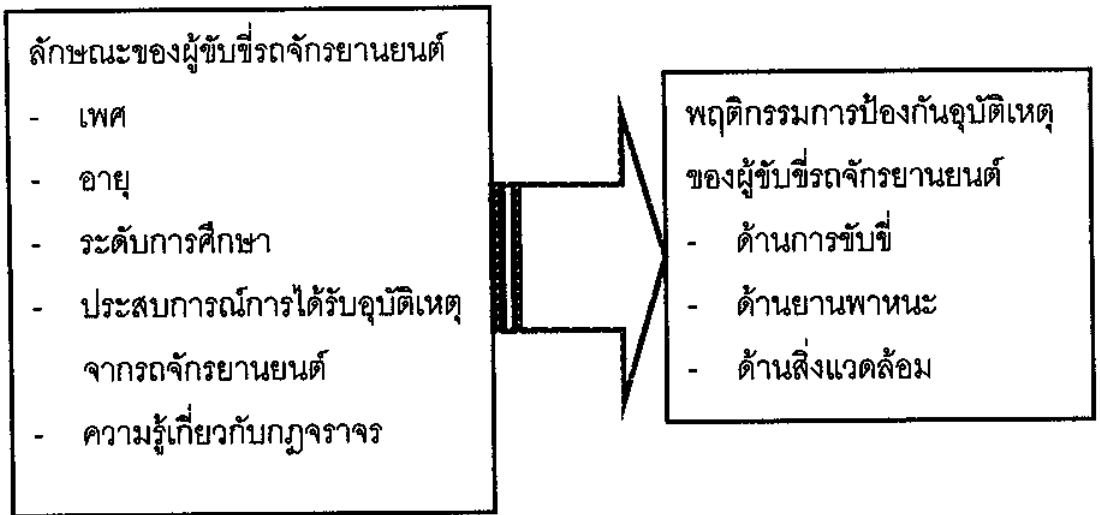 ลักษณะของผู้ขับขี่รถจักรยานยนต์
- เพศ
- อายุ
- ระดับการศึกษา
- ประสบการณ์การได้รับอุบัติเหตุ
จากรถจักรยานยนต์
- ความรู้เกี่ยวกับกฎจราจร
พฤติกรรมการป้องกันอุบัติเหตุ
ของผู้ขับขี่รถจักรยานยนต์
- ด้านการขับขี่
- ด้านยานพาหนะ
- ด้านสิ่งแวดล้อม